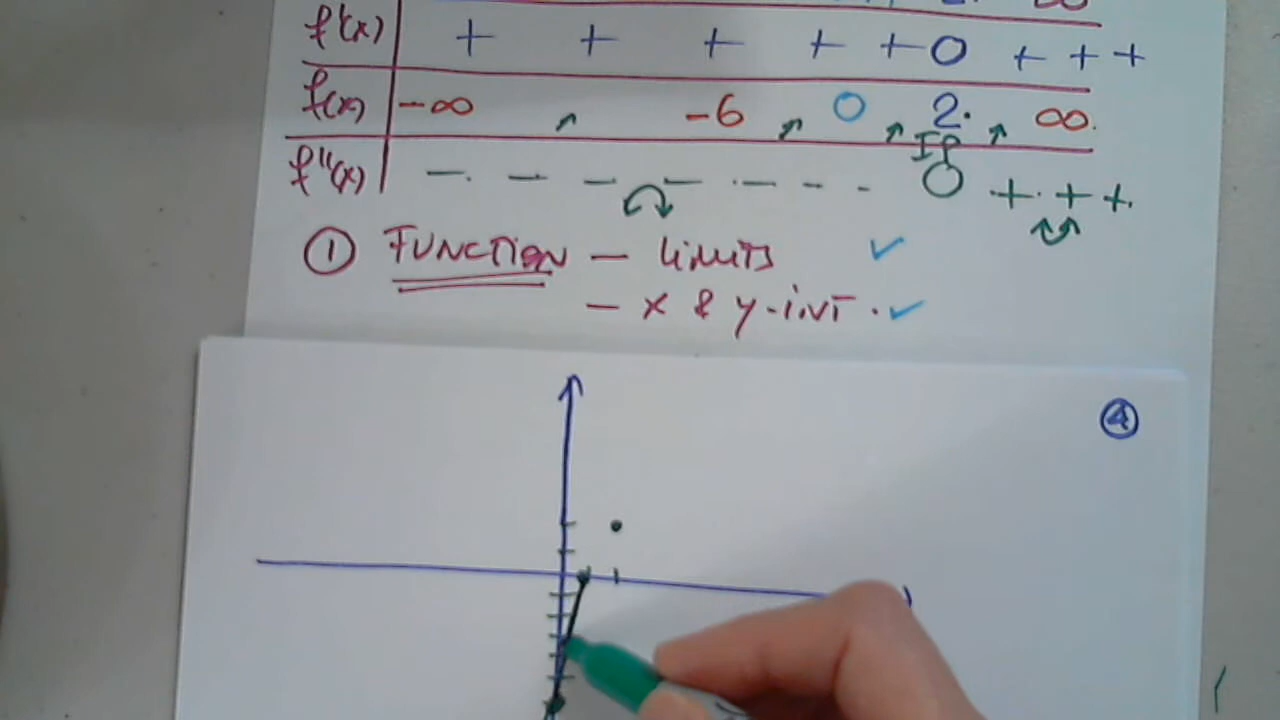 f'(x) + + + + + 0 + + +
f(x) -∞ ↗ -6 ↗ 0 ↗ 2. ↗ ∞.
IP
f''(x) - - - - - - - 0 + + +
① FUNCTION - limits ✓
- x & y-int. ✓
④